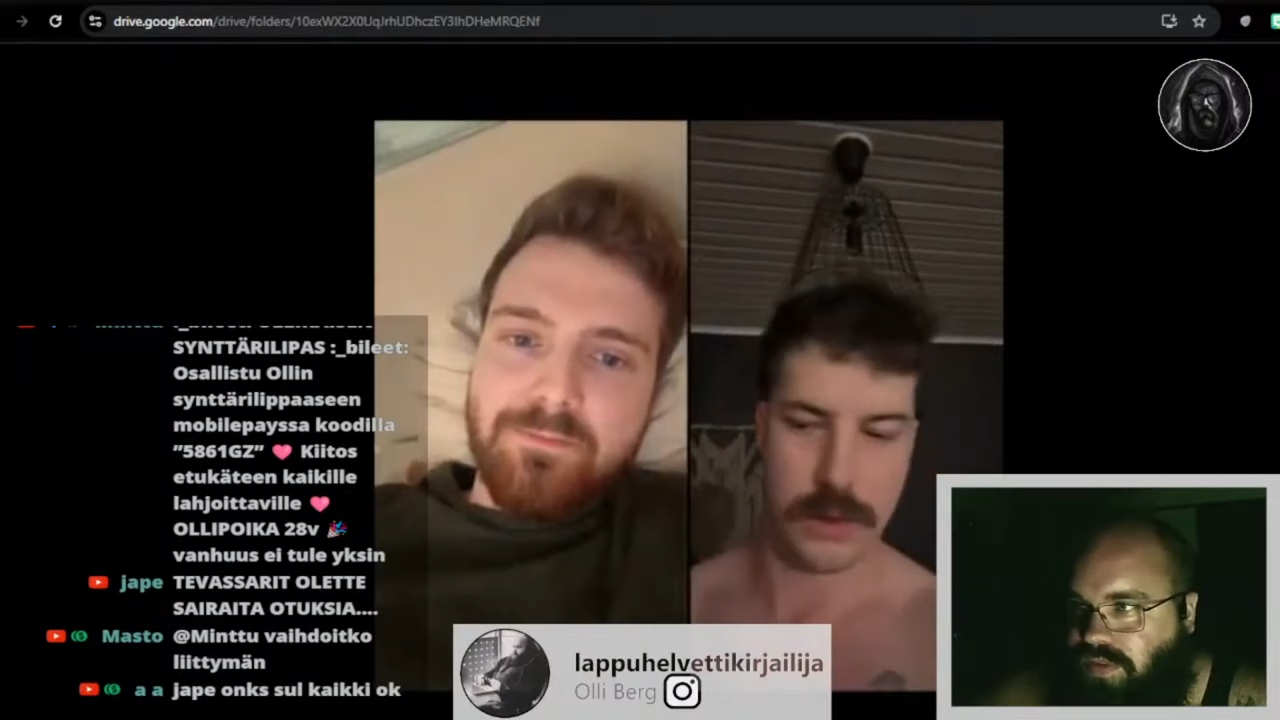 drive.google.com/drive/folders/10exWX2X0UqJrhUDhczEY3IhDHeMRQENf
SYNTTÄRILIPAS :_bileet:
Osallistu Ollin
synttärilippaaseen
mobilepayssa koodilla
”5861GZ” 🩷 Kiitos
etukäteen kaikille
lahjoittaville 🩷
OLLIPOIKA 28v 🎉
vanhuus ei tule yksin
jape TEVASSARIT OLETTE
SAIRAITA OTUKSIA....
Masto @Minttu vaihdoitko
liittymän
a a jape onks sul kaikki ok
lappuhelvettikirjailija
Olli Berg